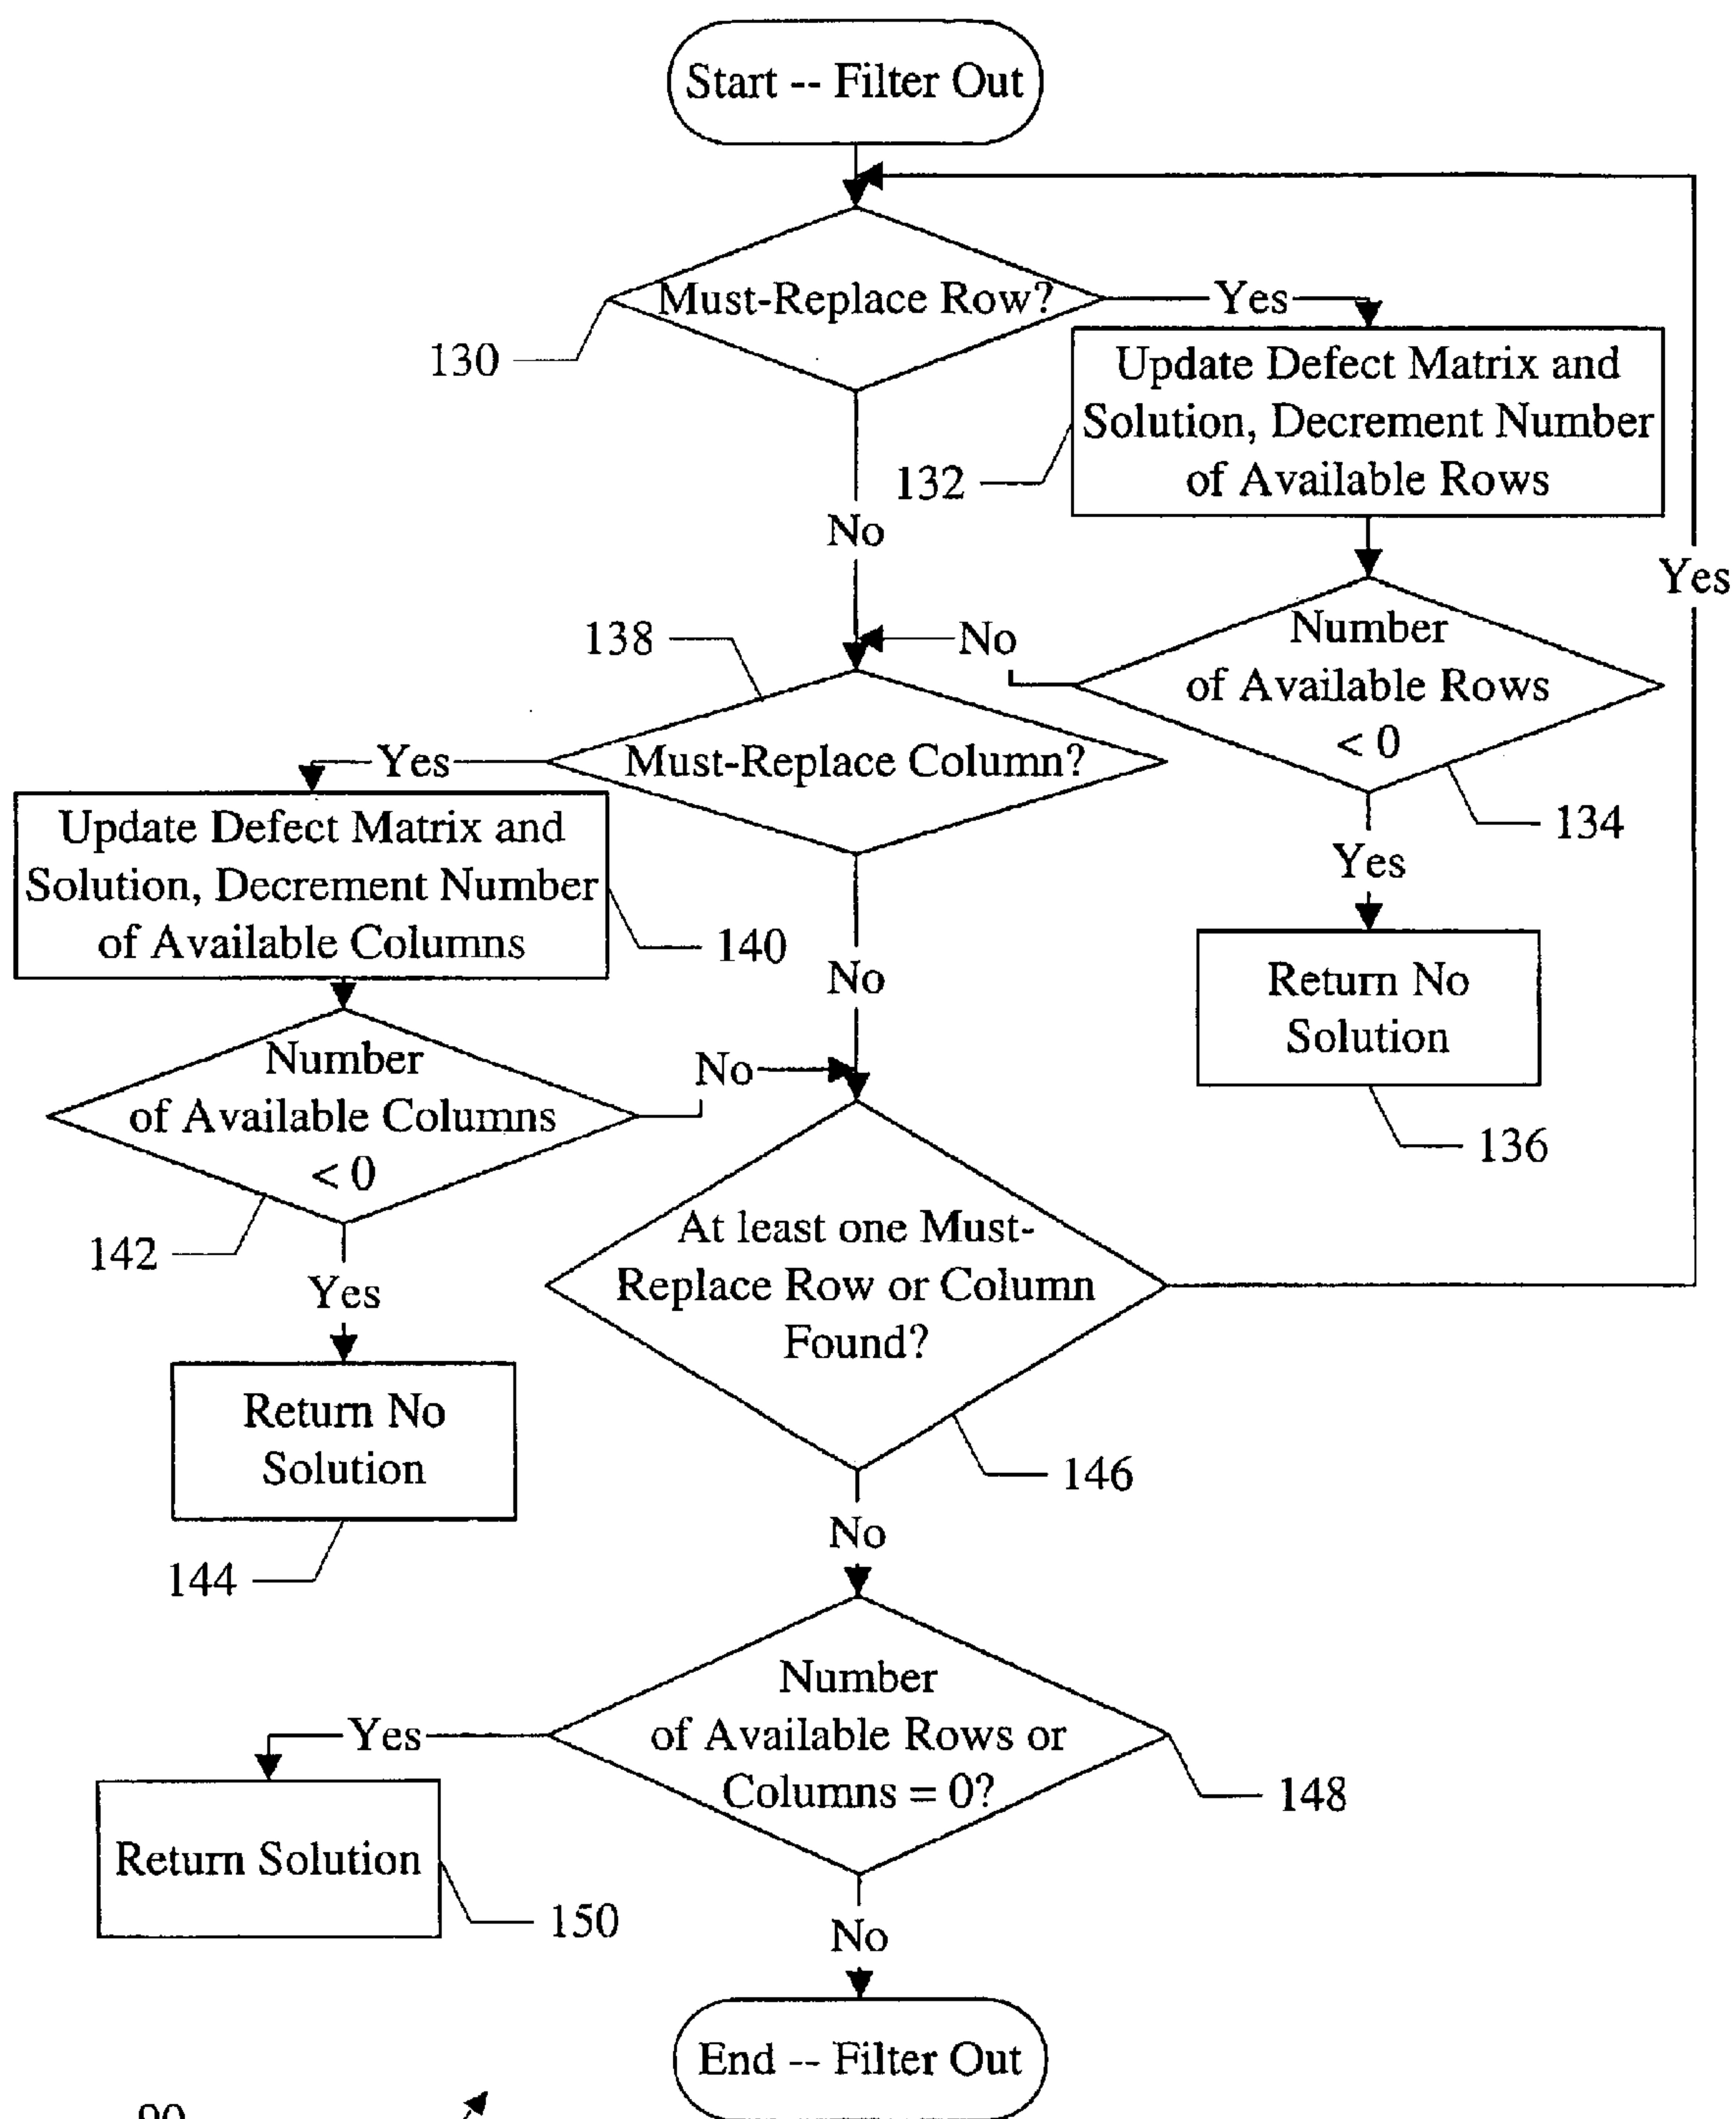 Start -- Filter Out
Must-Replace Row?
Yes
130
Update Defect Matrix and
Solution, Decrement Number
of Available Rows
132
No
Yes
Number
of Available Rows
< 0
No
138
134
Must-Replace Column?
Yes
Yes
Update Defect Matrix and
Solution, Decrement Number
of Available Columns
140
No
Return No
Solution
136
Number
of Available Columns
< 0
No
142
Yes
At least one Must-
Replace Row or Column
Found?
Return No
Solution
144
146
No
Number
of Available Rows or
Columns = 0?
Yes
148
Return Solution
150
No
End -- Filter Out